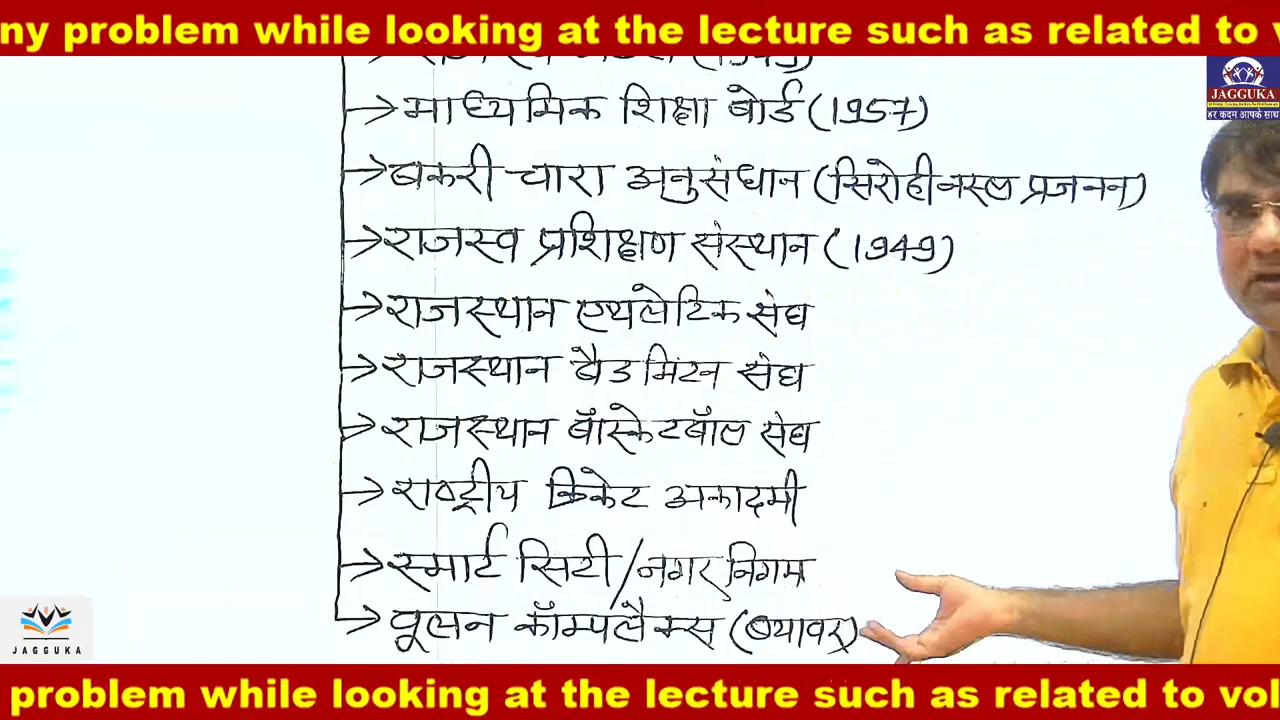 ny problem while looking at the lecture such as related to v
→ माध्यमिक शिक्षा बोर्ड (1957)
→ बकरी चारा अनुसंधान (सिरोही नस्ल प्रजनन)
→ राजस्व प्रशिक्षण संस्थान (1949)
→ राजस्थान एथलेटिक संघ
→ राजस्थान बैडमिंटन संघ
→ राजस्थान बॉस्केटबॉल संघ
→ राष्ट्रीय क्रिकेट अकादमी
→ स्मार्ट सिटी/नगर निगम
→ वूलन कॉम्पलैक्स (ब्यावर)
JAGGUKA
हर कदम आपके साथ
JAGGUKA
problem while looking at the lecture such as related to vol